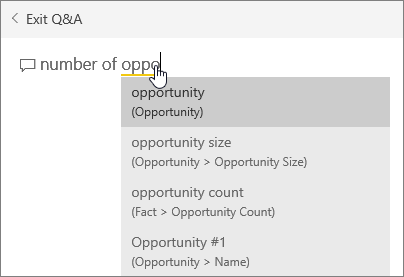 Exit Q&A
number of oppo
opportunity
(Opportunity)
opportunity size
(Opportunity > Opportunity Size)
opportunity count
(Fact > Opportunity Count)
Opportunity #1
(Opportunity > Name)